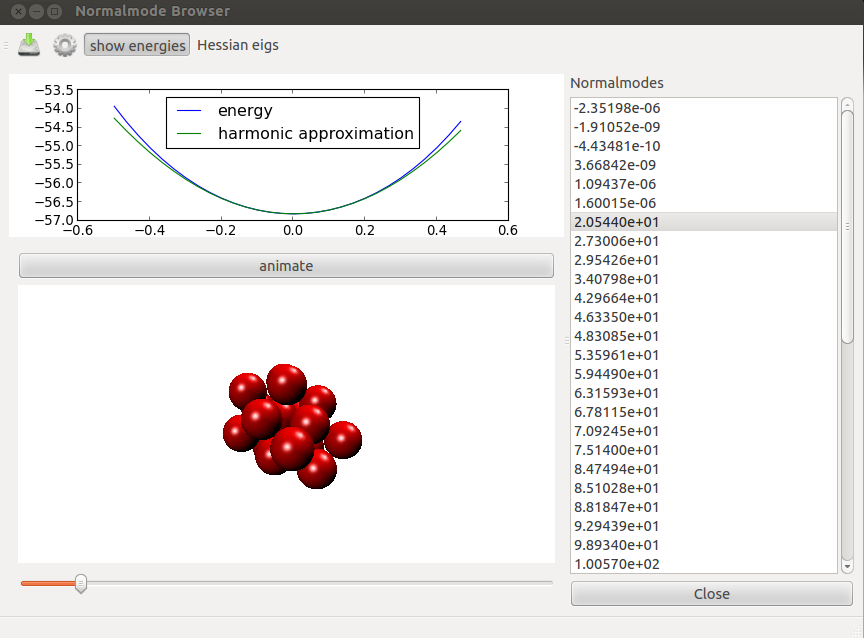 Normalmode Browser
show energies Hessian eigs
−53.5
−54.0
−54.5
−55.0
−55.5
−56.0
−56.5
−57.0
energy
harmonic approximation
−0.6 −0.4 −0.2 0.0 0.2 0.4 0.6
animate
Normalmodes
-2.35198e-06
-1.91052e-09
-4.43481e-10
3.66842e-09
1.09437e-06
1.60015e-06
2.05440e+01
2.73006e+01
2.95426e+01
3.40798e+01
4.29664e+01
4.63350e+01
4.83085e+01
5.35961e+01
5.94490e+01
6.31593e+01
6.78115e+01
7.09245e+01
7.51400e+01
8.47494e+01
8.51028e+01
8.81847e+01
9.29439e+01
9.89340e+01
1.00570e+02
Close